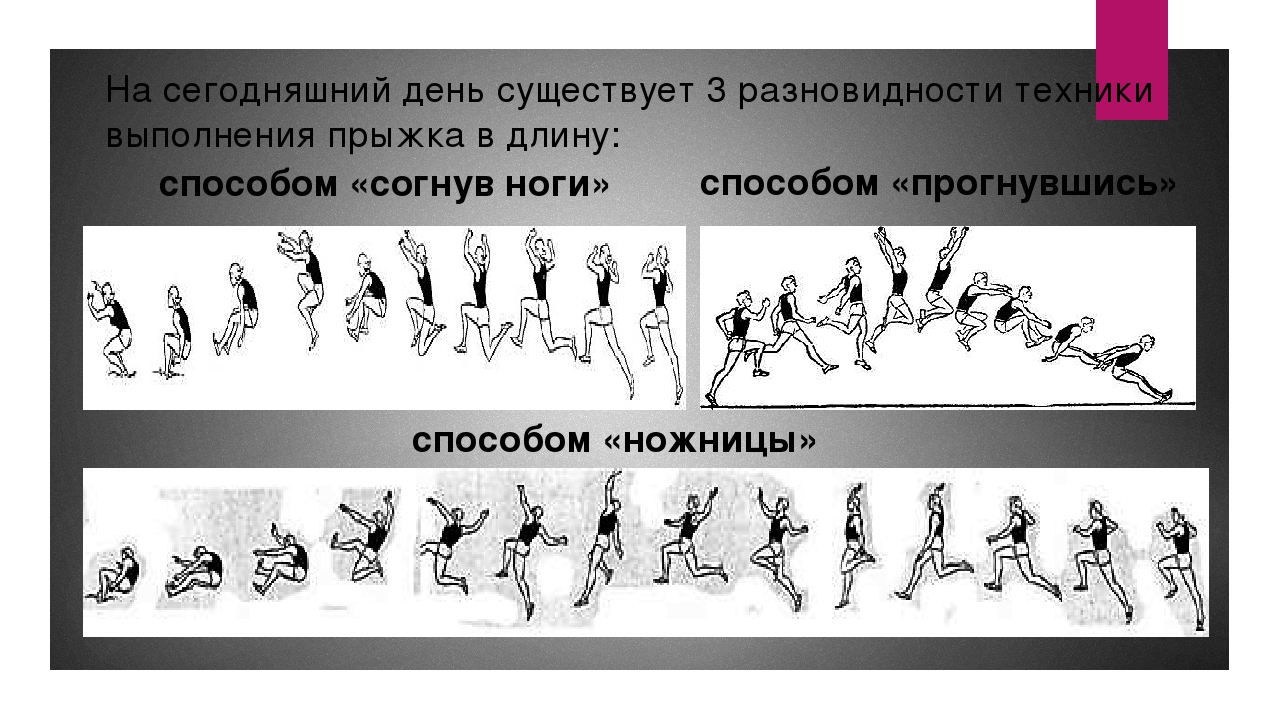 На сегодняшний день существует 3 разновидности техники
выполнения прыжка в длину:
способом «согнув ноги»
способом «прогнувшись»
способом «ножницы»